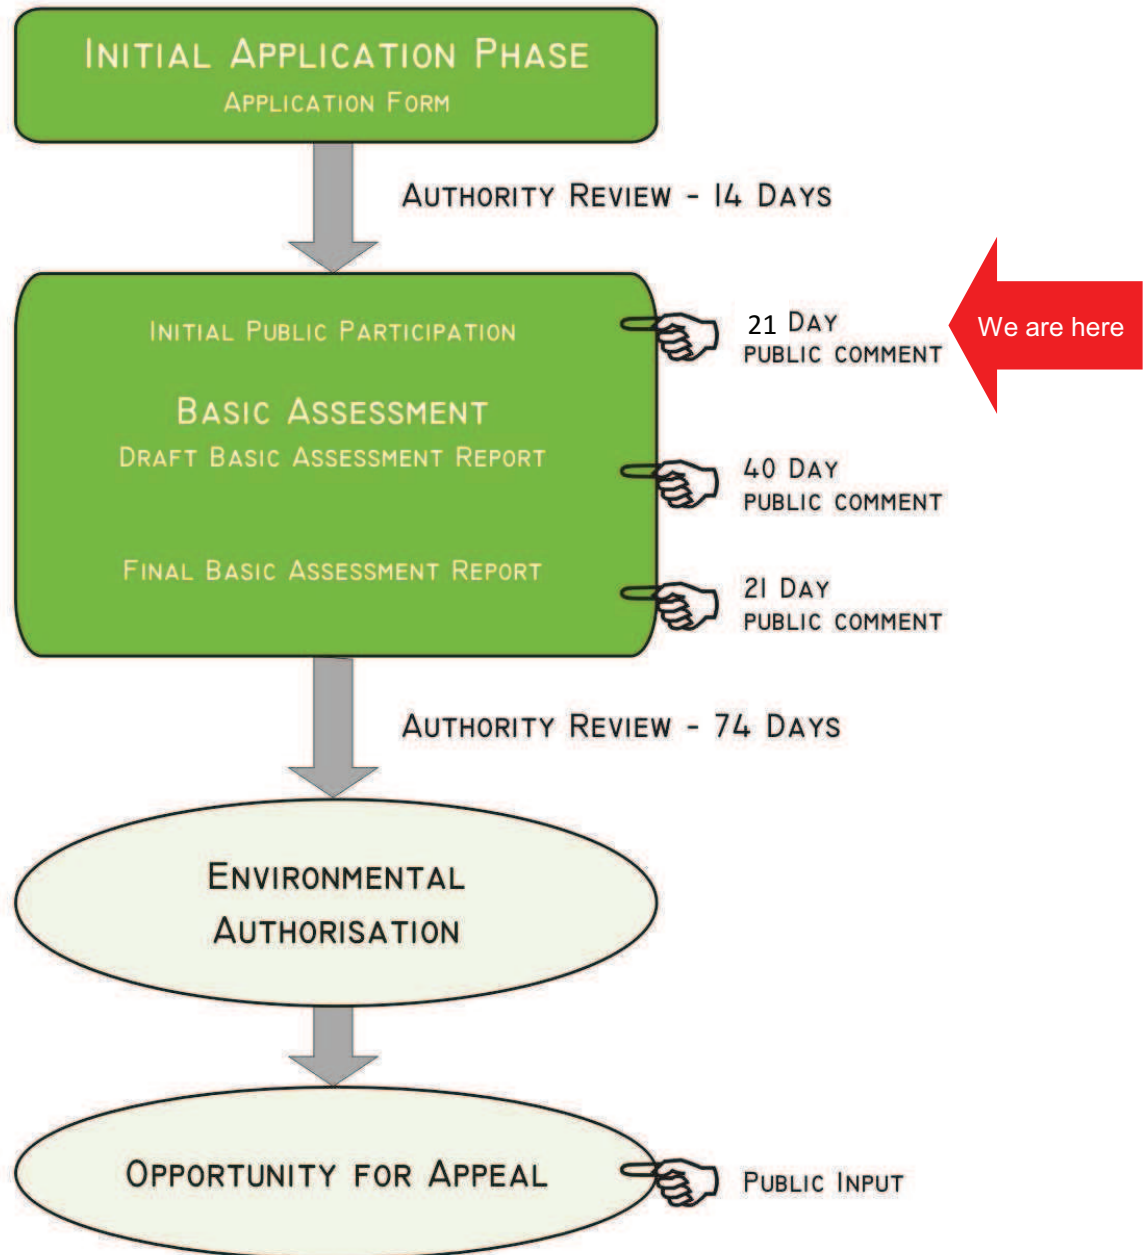 INITIAL APPLICATION PHASE
APPLICATION FORM
AUTHORITY REVIEW - 14 DAYS
INITIAL PUBLIC PARTICIPATION
21 DAY
PUBLIC COMMENT
We are here
BASIC ASSESSMENT
DRAFT BASIC ASSESSMENT REPORT
40 DAY
PUBLIC COMMENT
FINAL BASIC ASSESSMENT REPORT
21 DAY
PUBLIC COMMENT
AUTHORITY REVIEW - 74 DAYS
ENVIRONMENTAL
AUTHORISATION
OPPORTUNITY FOR APPEAL
PUBLIC INPUT